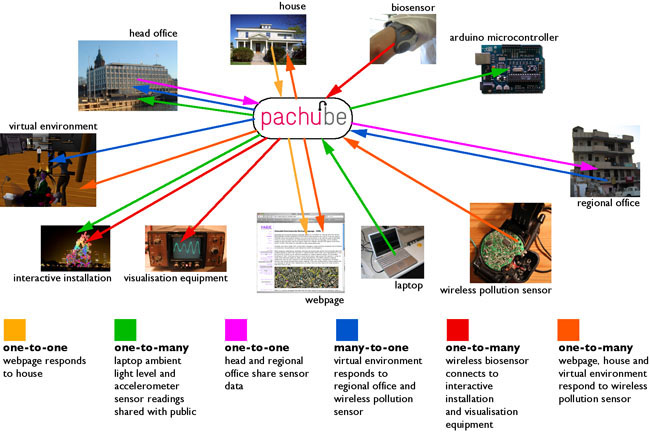 house
biosensor
head office
arduino microcontroller
pachube
virtual environment
regional office
interactive installation
visualisation equipment
webpage
laptop
wireless pollution sensor
one-to-one
webpage responds
to house
one-to-many
laptop ambient
light level and
accelerometer
sensor readings
shared with public
one-to-one
head and regional
office share sensor
data
many-to-one
virtual environment
responds to
regional office and
wireless pollution
sensor
one-to-many
wireless biosensor
connects to
interactive
installation
and visualisation
equipment
one-to-many
webpage, house and
virtual environment
respond to wireless
pollution sensor